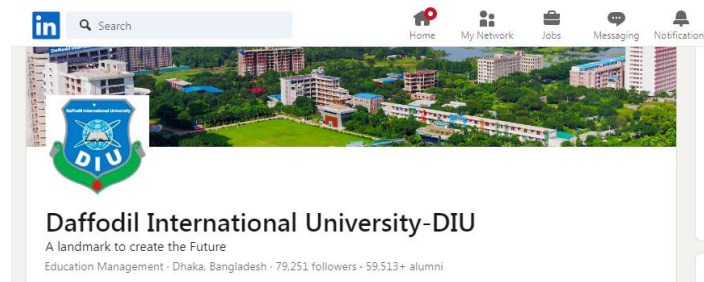 in Search
Home My Network Jobs Messaging Notification
Daffodil International University
DIU
Daffodil International University-DIU
A landmark to create the Future
Education Management · Dhaka, Bangladesh · 79,251 followers · 59,513+ alumni